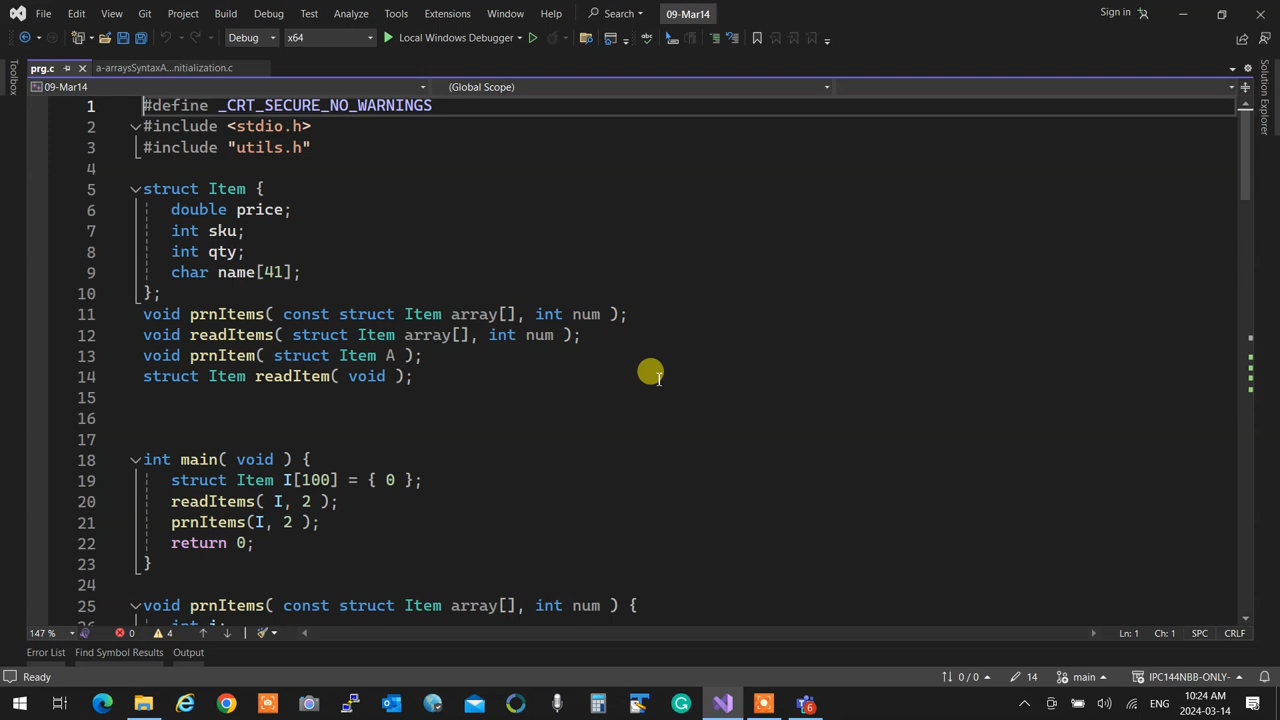 File Edit View Git Project Build Debug Test Analyze Tools Extensions Window Help Search 09-Mar14 Sign in
Debug x64 Local Windows Debugger
prg.c a-arraysSyntaxA...nitialization.c
09-Mar14 (Global Scope)
Toolbox
Solution Explorer
1 #define _CRT_SECURE_NO_WARNINGS
2 #include <stdio.h>
3 #include "utils.h"
4
5 struct Item {
6 double price;
7 int sku;
8 int qty;
9 char name[41];
10 };
11 void prnItems( const struct Item array[], int num );
12 void readItems( struct Item array[], int num );
13 void prnItem( struct Item A );
14 struct Item readItem( void );
15
16
17
18 int main( void ) {
19 struct Item I[100] = { 0 };
20 readItems( I, 2 );
21 prnItems(I, 2 );
22 return 0;
23 }
24
25 void prnItems( const struct Item array[], int num ) {
26 int i;
147 % 0 4 Ln: 1 Ch: 1 SPC CRLF
Error List Find Symbol Results Output
Ready 0 / 0 14 main IPC144NBB-ONLY-
6 ENG 10:24 AM
2024-03-14